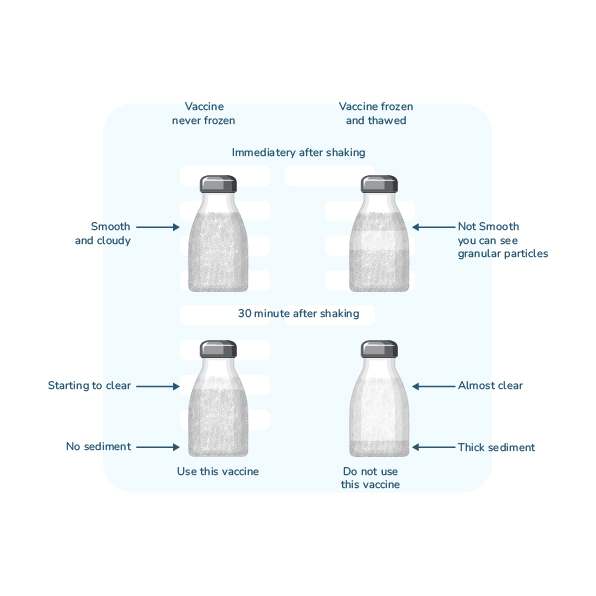 Vaccine
never frozen
Vaccine frozen
and thawed
Immediatery after shaking
Smooth
and cloudy
Not Smooth
you can see
granular particles
30 minute after shaking
Starting to clear
Almost clear
No sediment
Thick sediment
Use this vaccine
Do not use
this vaccine